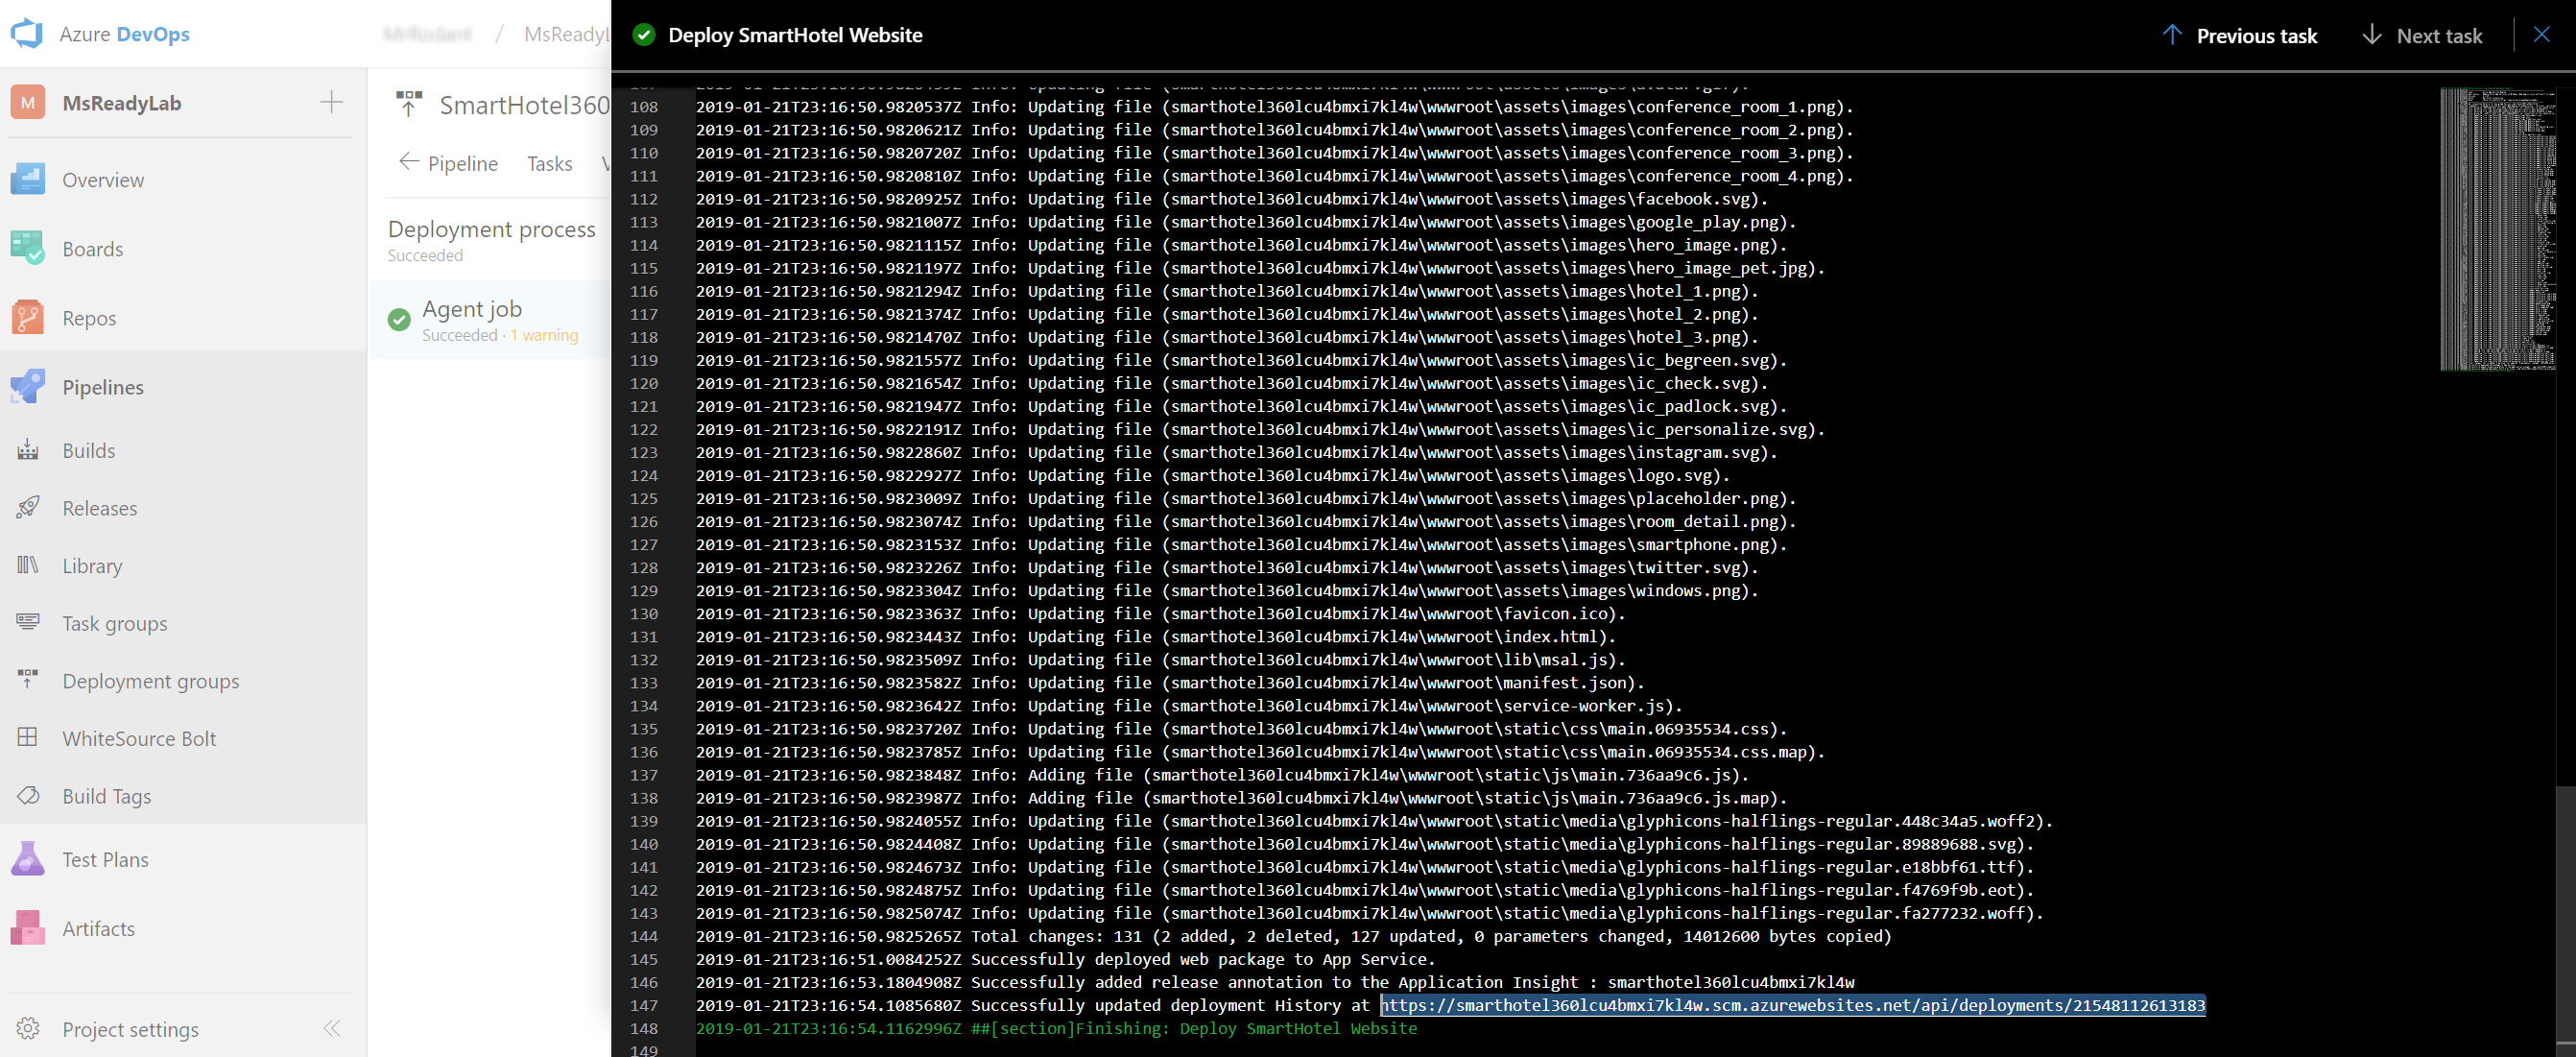 Azure DevOps
/ MsReadyL
M MsReadyLab
Overview
Boards
Repos
Pipelines
Builds
Releases
Library
Task groups
Deployment groups
WhiteSource Bolt
Build Tags
Test Plans
Artifacts
Project settings
SmartHotel360
Pipeline Tasks V
Deployment process
Succeeded
Agent job
Succeeded · 1 warning
Deploy SmartHotel Website
Previous task Next task
108 2019-01-21T23:16:50.9820537Z Info: Updating file (smarthotel360lcu4bmxi7kl4w\wwwroot\assets\images\conference_room_1.png).
109 2019-01-21T23:16:50.9820621Z Info: Updating file (smarthotel360lcu4bmxi7kl4w\wwwroot\assets\images\conference_room_2.png).
110 2019-01-21T23:16:50.9820720Z Info: Updating file (smarthotel360lcu4bmxi7kl4w\wwwroot\assets\images\conference_room_3.png).
111 2019-01-21T23:16:50.9820810Z Info: Updating file (smarthotel360lcu4bmxi7kl4w\wwwroot\assets\images\conference_room_4.png).
112 2019-01-21T23:16:50.9820925Z Info: Updating file (smarthotel360lcu4bmxi7kl4w\wwwroot\assets\images\facebook.svg).
113 2019-01-21T23:16:50.9821007Z Info: Updating file (smarthotel360lcu4bmxi7kl4w\wwwroot\assets\images\google_play.png).
114 2019-01-21T23:16:50.9821115Z Info: Updating file (smarthotel360lcu4bmxi7kl4w\wwwroot\assets\images\hero_image.png).
115 2019-01-21T23:16:50.9821197Z Info: Updating file (smarthotel360lcu4bmxi7kl4w\wwwroot\assets\images\hero_image_pet.jpg).
116 2019-01-21T23:16:50.9821294Z Info: Updating file (smarthotel360lcu4bmxi7kl4w\wwwroot\assets\images\hotel_1.png).
117 2019-01-21T23:16:50.9821374Z Info: Updating file (smarthotel360lcu4bmxi7kl4w\wwwroot\assets\images\hotel_2.png).
118 2019-01-21T23:16:50.9821470Z Info: Updating file (smarthotel360lcu4bmxi7kl4w\wwwroot\assets\images\hotel_3.png).
119 2019-01-21T23:16:50.9821557Z Info: Updating file (smarthotel360lcu4bmxi7kl4w\wwwroot\assets\images\ic_begreen.svg).
120 2019-01-21T23:16:50.9821654Z Info: Updating file (smarthotel360lcu4bmxi7kl4w\wwwroot\assets\images\ic_check.svg).
121 2019-01-21T23:16:50.9821947Z Info: Updating file (smarthotel360lcu4bmxi7kl4w\wwwroot\assets\images\ic_padlock.svg).
122 2019-01-21T23:16:50.9822191Z Info: Updating file (smarthotel360lcu4bmxi7kl4w\wwwroot\assets\images\ic_personalize.svg).
123 2019-01-21T23:16:50.9822860Z Info: Updating file (smarthotel360lcu4bmxi7kl4w\wwwroot\assets\images\instagram.svg).
124 2019-01-21T23:16:50.9822927Z Info: Updating file (smarthotel360lcu4bmxi7kl4w\wwwroot\assets\images\logo.svg).
125 2019-01-21T23:16:50.9823009Z Info: Updating file (smarthotel360lcu4bmxi7kl4w\wwwroot\assets\images\placeholder.png).
126 2019-01-21T23:16:50.9823074Z Info: Updating file (smarthotel360lcu4bmxi7kl4w\wwwroot\assets\images\room_detail.png).
127 2019-01-21T23:16:50.9823153Z Info: Updating file (smarthotel360lcu4bmxi7kl4w\wwwroot\assets\images\smartphone.png).
128 2019-01-21T23:16:50.9823226Z Info: Updating file (smarthotel360lcu4bmxi7kl4w\wwwroot\assets\images\twitter.svg).
129 2019-01-21T23:16:50.9823304Z Info: Updating file (smarthotel360lcu4bmxi7kl4w\wwwroot\assets\images\windows.png).
130 2019-01-21T23:16:50.9823363Z Info: Updating file (smarthotel360lcu4bmxi7kl4w\wwwroot\favicon.ico).
131 2019-01-21T23:16:50.9823443Z Info: Updating file (smarthotel360lcu4bmxi7kl4w\wwwroot\index.html).
132 2019-01-21T23:16:50.9823509Z Info: Updating file (smarthotel360lcu4bmxi7kl4w\wwwroot\lib\msal.js).
133 2019-01-21T23:16:50.9823582Z Info: Updating file (smarthotel360lcu4bmxi7kl4w\wwwroot\manifest.json).
134 2019-01-21T23:16:50.9823642Z Info: Updating file (smarthotel360lcu4bmxi7kl4w\wwwroot\service-worker.js).
135 2019-01-21T23:16:50.9823720Z Info: Updating file (smarthotel360lcu4bmxi7kl4w\wwwroot\static\css\main.06935534.css).
136 2019-01-21T23:16:50.9823785Z Info: Updating file (smarthotel360lcu4bmxi7kl4w\wwwroot\static\css\main.06935534.css.map).
137 2019-01-21T23:16:50.9823848Z Info: Adding file (smarthotel360lcu4bmxi7kl4w\wwwroot\static\js\main.736aa9c6.js).
138 2019-01-21T23:16:50.9823987Z Info: Adding file (smarthotel360lcu4bmxi7kl4w\wwwroot\static\js\main.736aa9c6.js.map).
139 2019-01-21T23:16:50.9824055Z Info: Updating file (smarthotel360lcu4bmxi7kl4w\wwwroot\static\media\glyphicons-halflings-regular.448c34a5.woff2).
140 2019-01-21T23:16:50.9824408Z Info: Updating file (smarthotel360lcu4bmxi7kl4w\wwwroot\static\media\glyphicons-halflings-regular.89889688.svg).
141 2019-01-21T23:16:50.9824673Z Info: Updating file (smarthotel360lcu4bmxi7kl4w\wwwroot\static\media\glyphicons-halflings-regular.e18bbf61.ttf).
142 2019-01-21T23:16:50.9824875Z Info: Updating file (smarthotel360lcu4bmxi7kl4w\wwwroot\static\media\glyphicons-halflings-regular.f4769f9b.eot).
143 2019-01-21T23:16:50.9825074Z Info: Updating file (smarthotel360lcu4bmxi7kl4w\wwwroot\static\media\glyphicons-halflings-regular.fa277232.woff).
144 2019-01-21T23:16:50.9825265Z Total changes: 131 (2 added, 2 deleted, 127 updated, 0 parameters changed, 14012600 bytes copied)
145 2019-01-21T23:16:51.0084252Z Successfully deployed web package to App Service.
146 2019-01-21T23:16:53.1804908Z Successfully added release annotation to the Application Insight : smarthotel360lcu4bmxi7kl4w
147 2019-01-21T23:16:54.1085680Z Successfully updated deployment History at https://smarthotel360lcu4bmxi7kl4w.scm.azurewebsites.net/api/deployments/21548112613183
148 2019-01-21T23:16:54.1162996Z ##[section]Finishing: Deploy SmartHotel Website
149